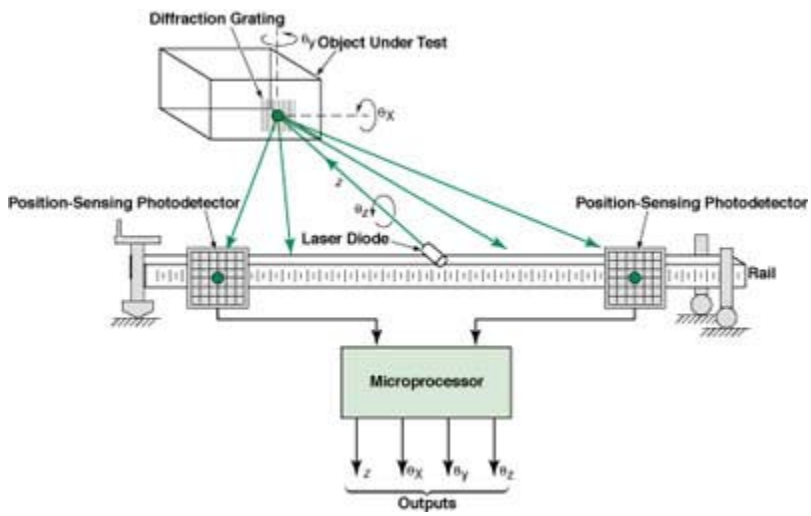 Diffraction Grating
θy Object Under Test
θx
Position-Sensing Photodetector
z
θz
Position-Sensing Photodetector
Laser Diode
Rail
Microprocessor
z θx θy θz
Outputs